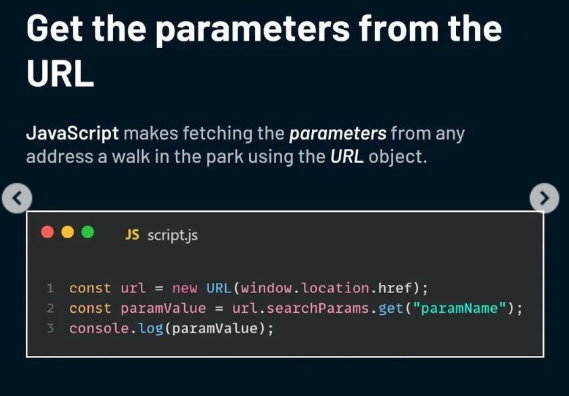 Get the parameters from the
URL
JavaScript makes fetching the parameters from any
address a walk in the park using the URL object.
JS script.js
1 const url = new URL(window.location.href);
2 const paramValue = url.searchParams.get("paramName");
3 console.log(paramValue);